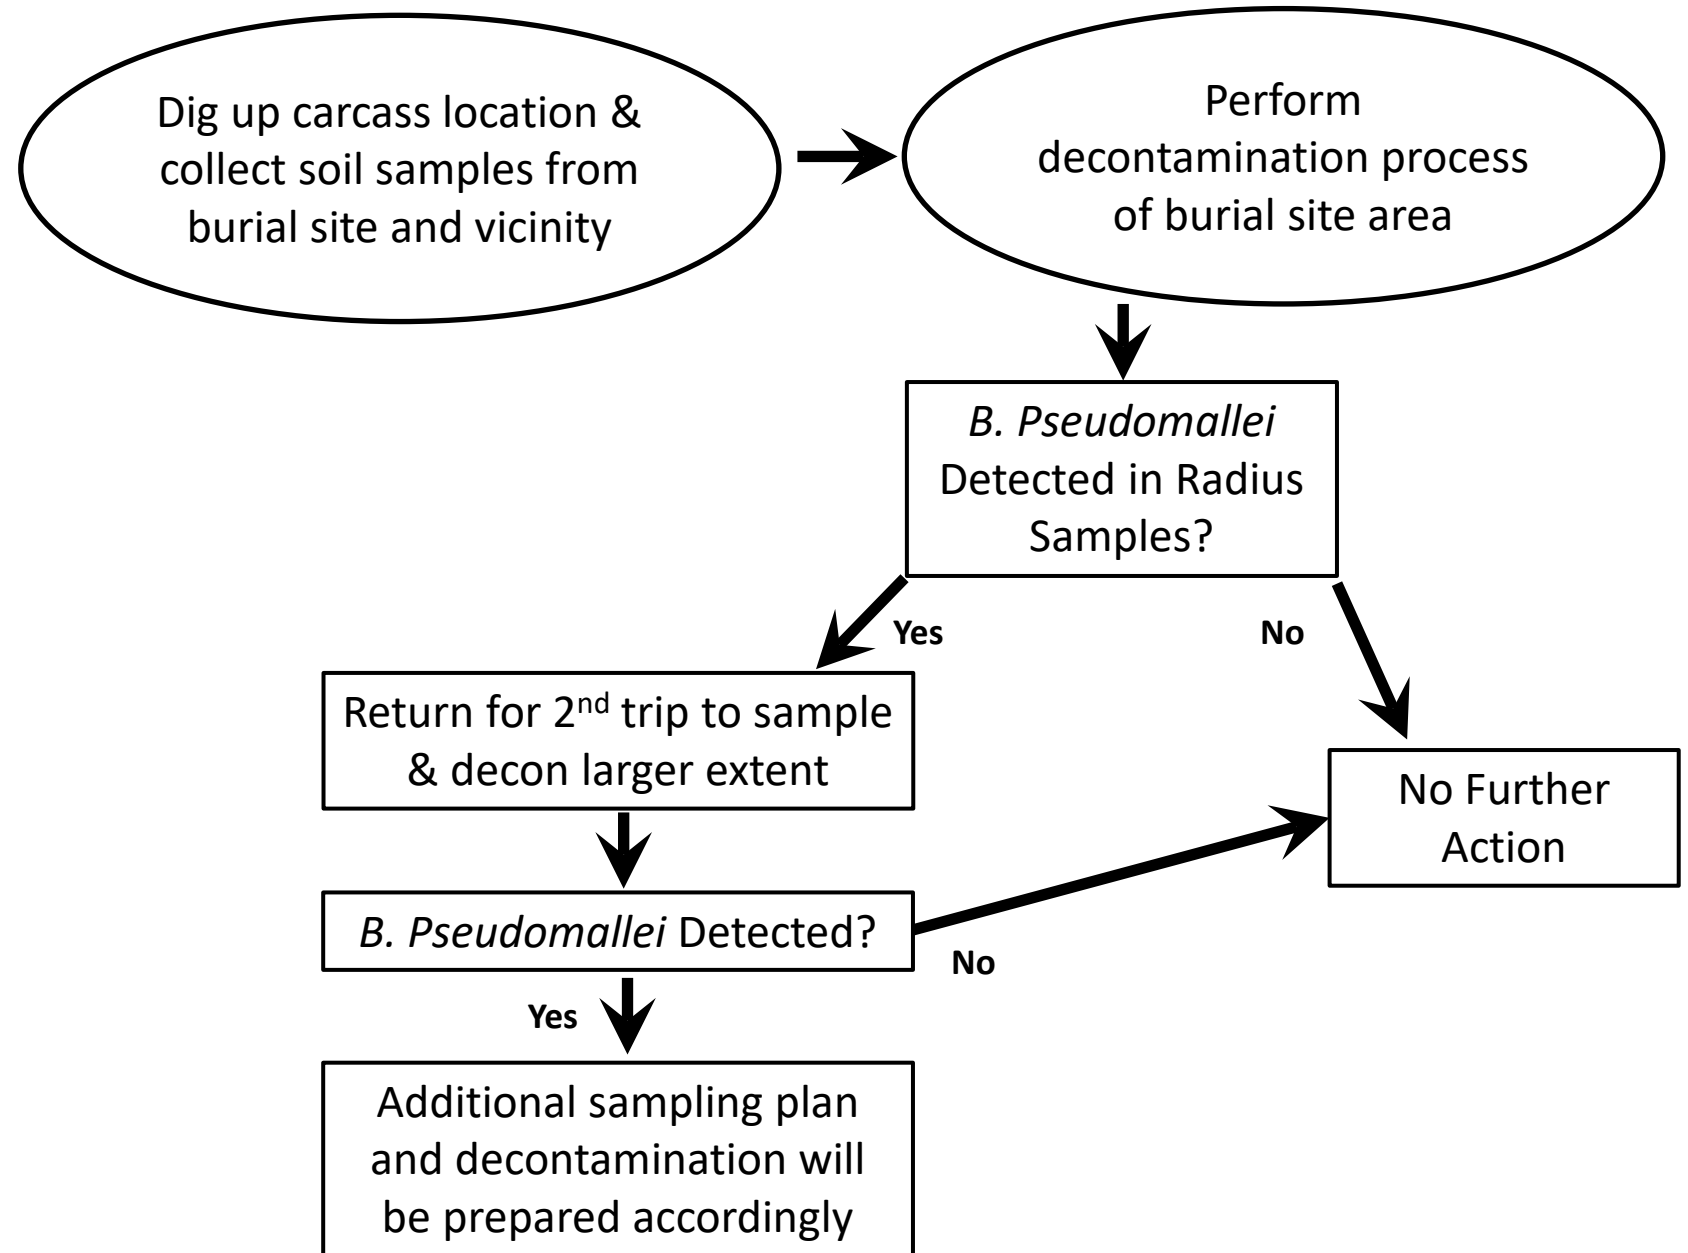 Dig up carcass location &
collect soil samples from
burial site and vicinity
Perform
decontamination process
of burial site area
B. Pseudomallei
Detected in Radius
Samples?
Yes
No
Return for 2nd trip to sample
& decon larger extent
No Further
Action
B. Pseudomallei Detected?
No
Yes
Additional sampling plan
and decontamination will
be prepared accordingly